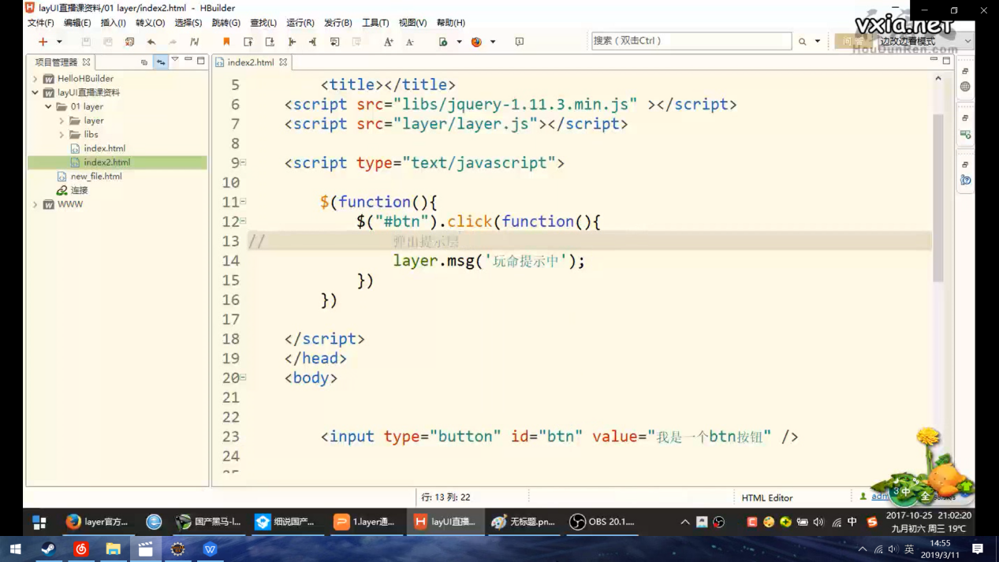 layUI直播课资料/01 layer/index2.html - HBuilder
文件(F) 编辑(E) 插入(I) 转义(O) 选择(S) 跳转(G) 查找(L) 运行(R) 发行(B) 工具(T) 视图(V) 帮助(H)
vxia.net
搜索（双击Ctrl）
边改边看模式
HouDunRen.com
项目管理器
index2.html
HelloHBuilder
layUI直播课资料
01 layer
layer
libs
index.html
index2.html
new_file.html
连接
WWW
5 <title></title>
6 <script src="libs/jquery-1.11.3.min.js" ></script>
7 <script src="layer/layer.js"></script>
8
9 <script type="text/javascript">
10
11 $(function(){
12 $("#btn").click(function(){
13 // 弹出提示层
14 layer.msg('玩命提示中');
15 })
16 })
17
18 </script>
19 </head>
20 <body>
21
22
23 <input type="button" id="btn" value="我是一个btn按钮" />
24
行: 13 列: 22
HTML Editor
3 中 全
layer官方...
国产黑马-l...
细说国产...
1.layer通...
layUI直播...
无标题.pn...
OBS 20.1....
中
2017-10-25 21:02:20
九月初六 周三 19℃
英
14:55
2019/3/11